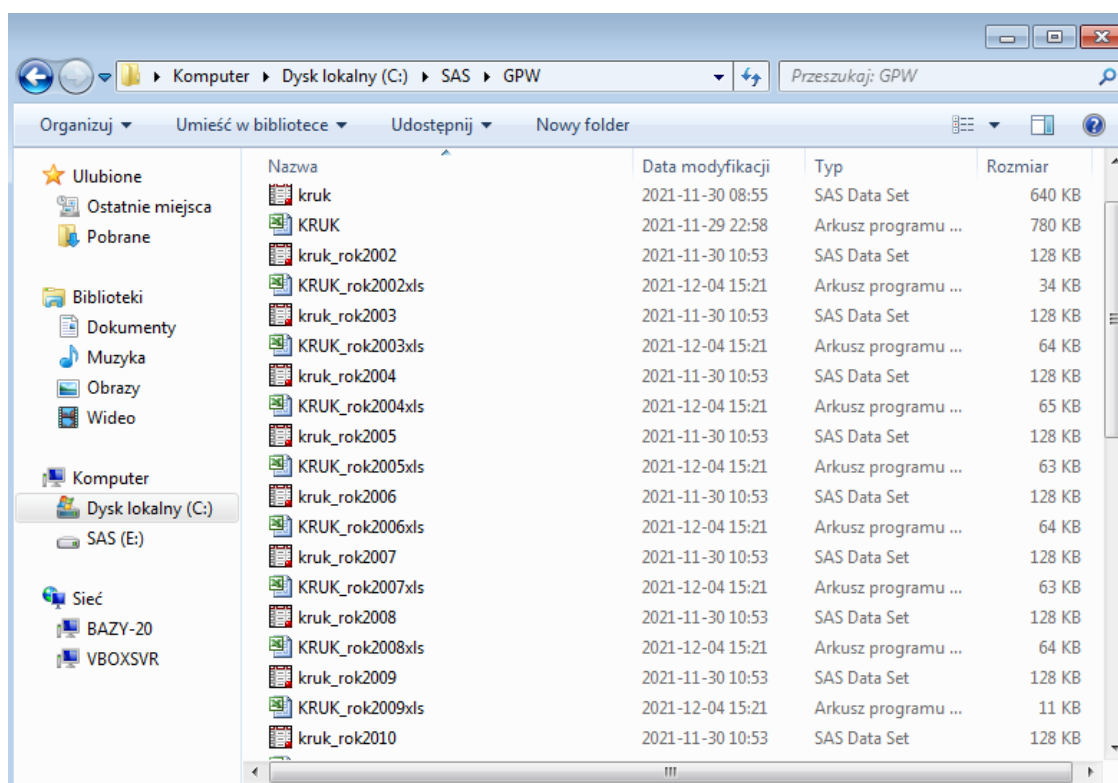 Komputer Dysk lokalny (C:) SAS GPW Przeszukaj: GPW
Organizuj Umieść w bibliotece Udostępnij Nowy folder
Ulubione
Ostatnie miejsca
Pobrane
Biblioteki
Dokumenty
Muzyka
Obrazy
Wideo
Komputer
Dysk lokalny (C:)
SAS (E:)
Sieć
BAZY-20
VBOXSVR
Nazwa Data modyfikacji Typ Rozmiar
kruk 2021-11-30 08:55 SAS Data Set 640 KB
KRUK 2021-11-29 22:58 Arkusz programu ... 780 KB
kruk_rok2002 2021-11-30 10:53 SAS Data Set 128 KB
KRUK_rok2002xls 2021-12-04 15:21 Arkusz programu ... 34 KB
kruk_rok2003 2021-11-30 10:53 SAS Data Set 128 KB
KRUK_rok2003xls 2021-12-04 15:21 Arkusz programu ... 64 KB
kruk_rok2004 2021-11-30 10:53 SAS Data Set 128 KB
KRUK_rok2004xls 2021-12-04 15:21 Arkusz programu ... 65 KB
kruk_rok2005 2021-11-30 10:53 SAS Data Set 128 KB
KRUK_rok2005xls 2021-12-04 15:21 Arkusz programu ... 63 KB
kruk_rok2006 2021-11-30 10:53 SAS Data Set 128 KB
KRUK_rok2006xls 2021-12-04 15:21 Arkusz programu ... 64 KB
kruk_rok2007 2021-11-30 10:53 SAS Data Set 128 KB
KRUK_rok2007xls 2021-12-04 15:21 Arkusz programu ... 63 KB
kruk_rok2008 2021-11-30 10:53 SAS Data Set 128 KB
KRUK_rok2008xls 2021-12-04 15:21 Arkusz programu ... 64 KB
kruk_rok2009 2021-11-30 10:53 SAS Data Set 128 KB
KRUK_rok2009xls 2021-12-04 15:21 Arkusz programu ... 11 KB
kruk_rok2010 2021-11-30 10:53 SAS Data Set 128 KB